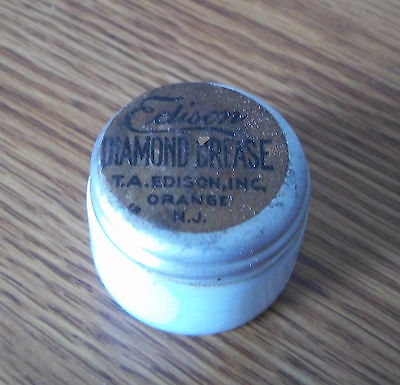 Edison
DIAMOND GREASE
T.A. EDISON, INC,
ORANGE
N.J.